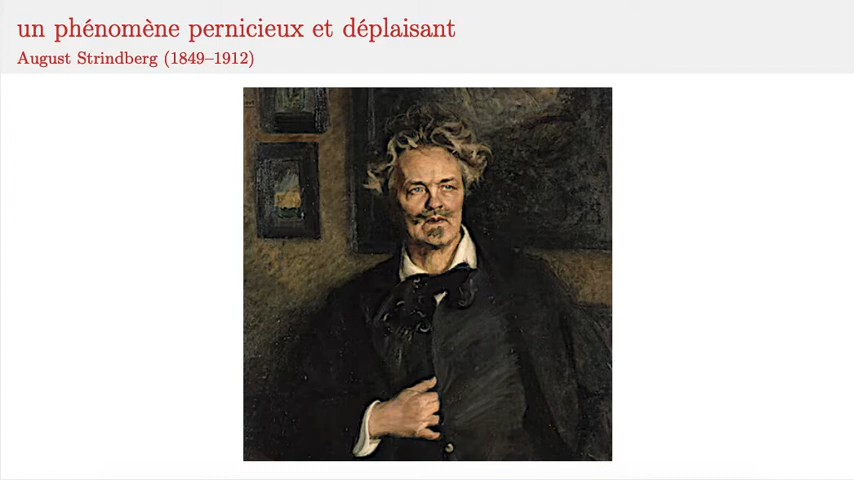 un phénomène pernicieux et déplaisant
August Strindberg (1849–1912)